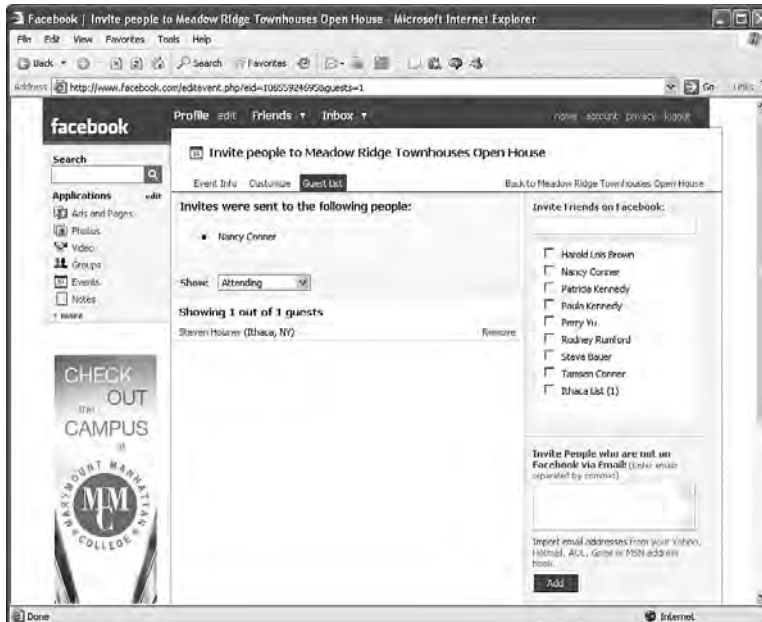 Facebook | Invite people to Meadow Ridge Townhouses Open House - Microsoft Internet Explorer
File Edit View Favorites Tools Help
Back Search Favorites
Address http://www.facebook.com/editevent.php?eid=10655924695&guests=1 Go Links
facebook
Profile edit Friends Inbox home account privacy logout
Search
Applications edit
Ads and Pages
Photos
Video
Groups
Events
Notes
more
CHECK
OUT
the
CAMPUS
at
MARYMOUNT MANHATTAN COLLEGE
MMC
Invite people to Meadow Ridge Townhouses Open House
Event Info Customize Guest List Back to Meadow Ridge Townhouses Open House
Invites were sent to the following people:
Nancy Conner
Show: Attending
Showing 1 out of 1 guests
Steven Holzner (Ithaca, NY) Remove
Invite Friends on Facebook:
Harold Lois Brown
Nancy Conner
Patricia Kennedy
Paula Kennedy
Perry Yu
Rodney Rumford
Steve Bauer
Tamsen Conner
Ithaca List (1)
Invite People who are not on
Facebook via Email: (Enter emails
separated by commas)
Import email addresses from your Yahoo,
Hotmail, AOL, Gmail or MSN address
book.
Add
Done Internet